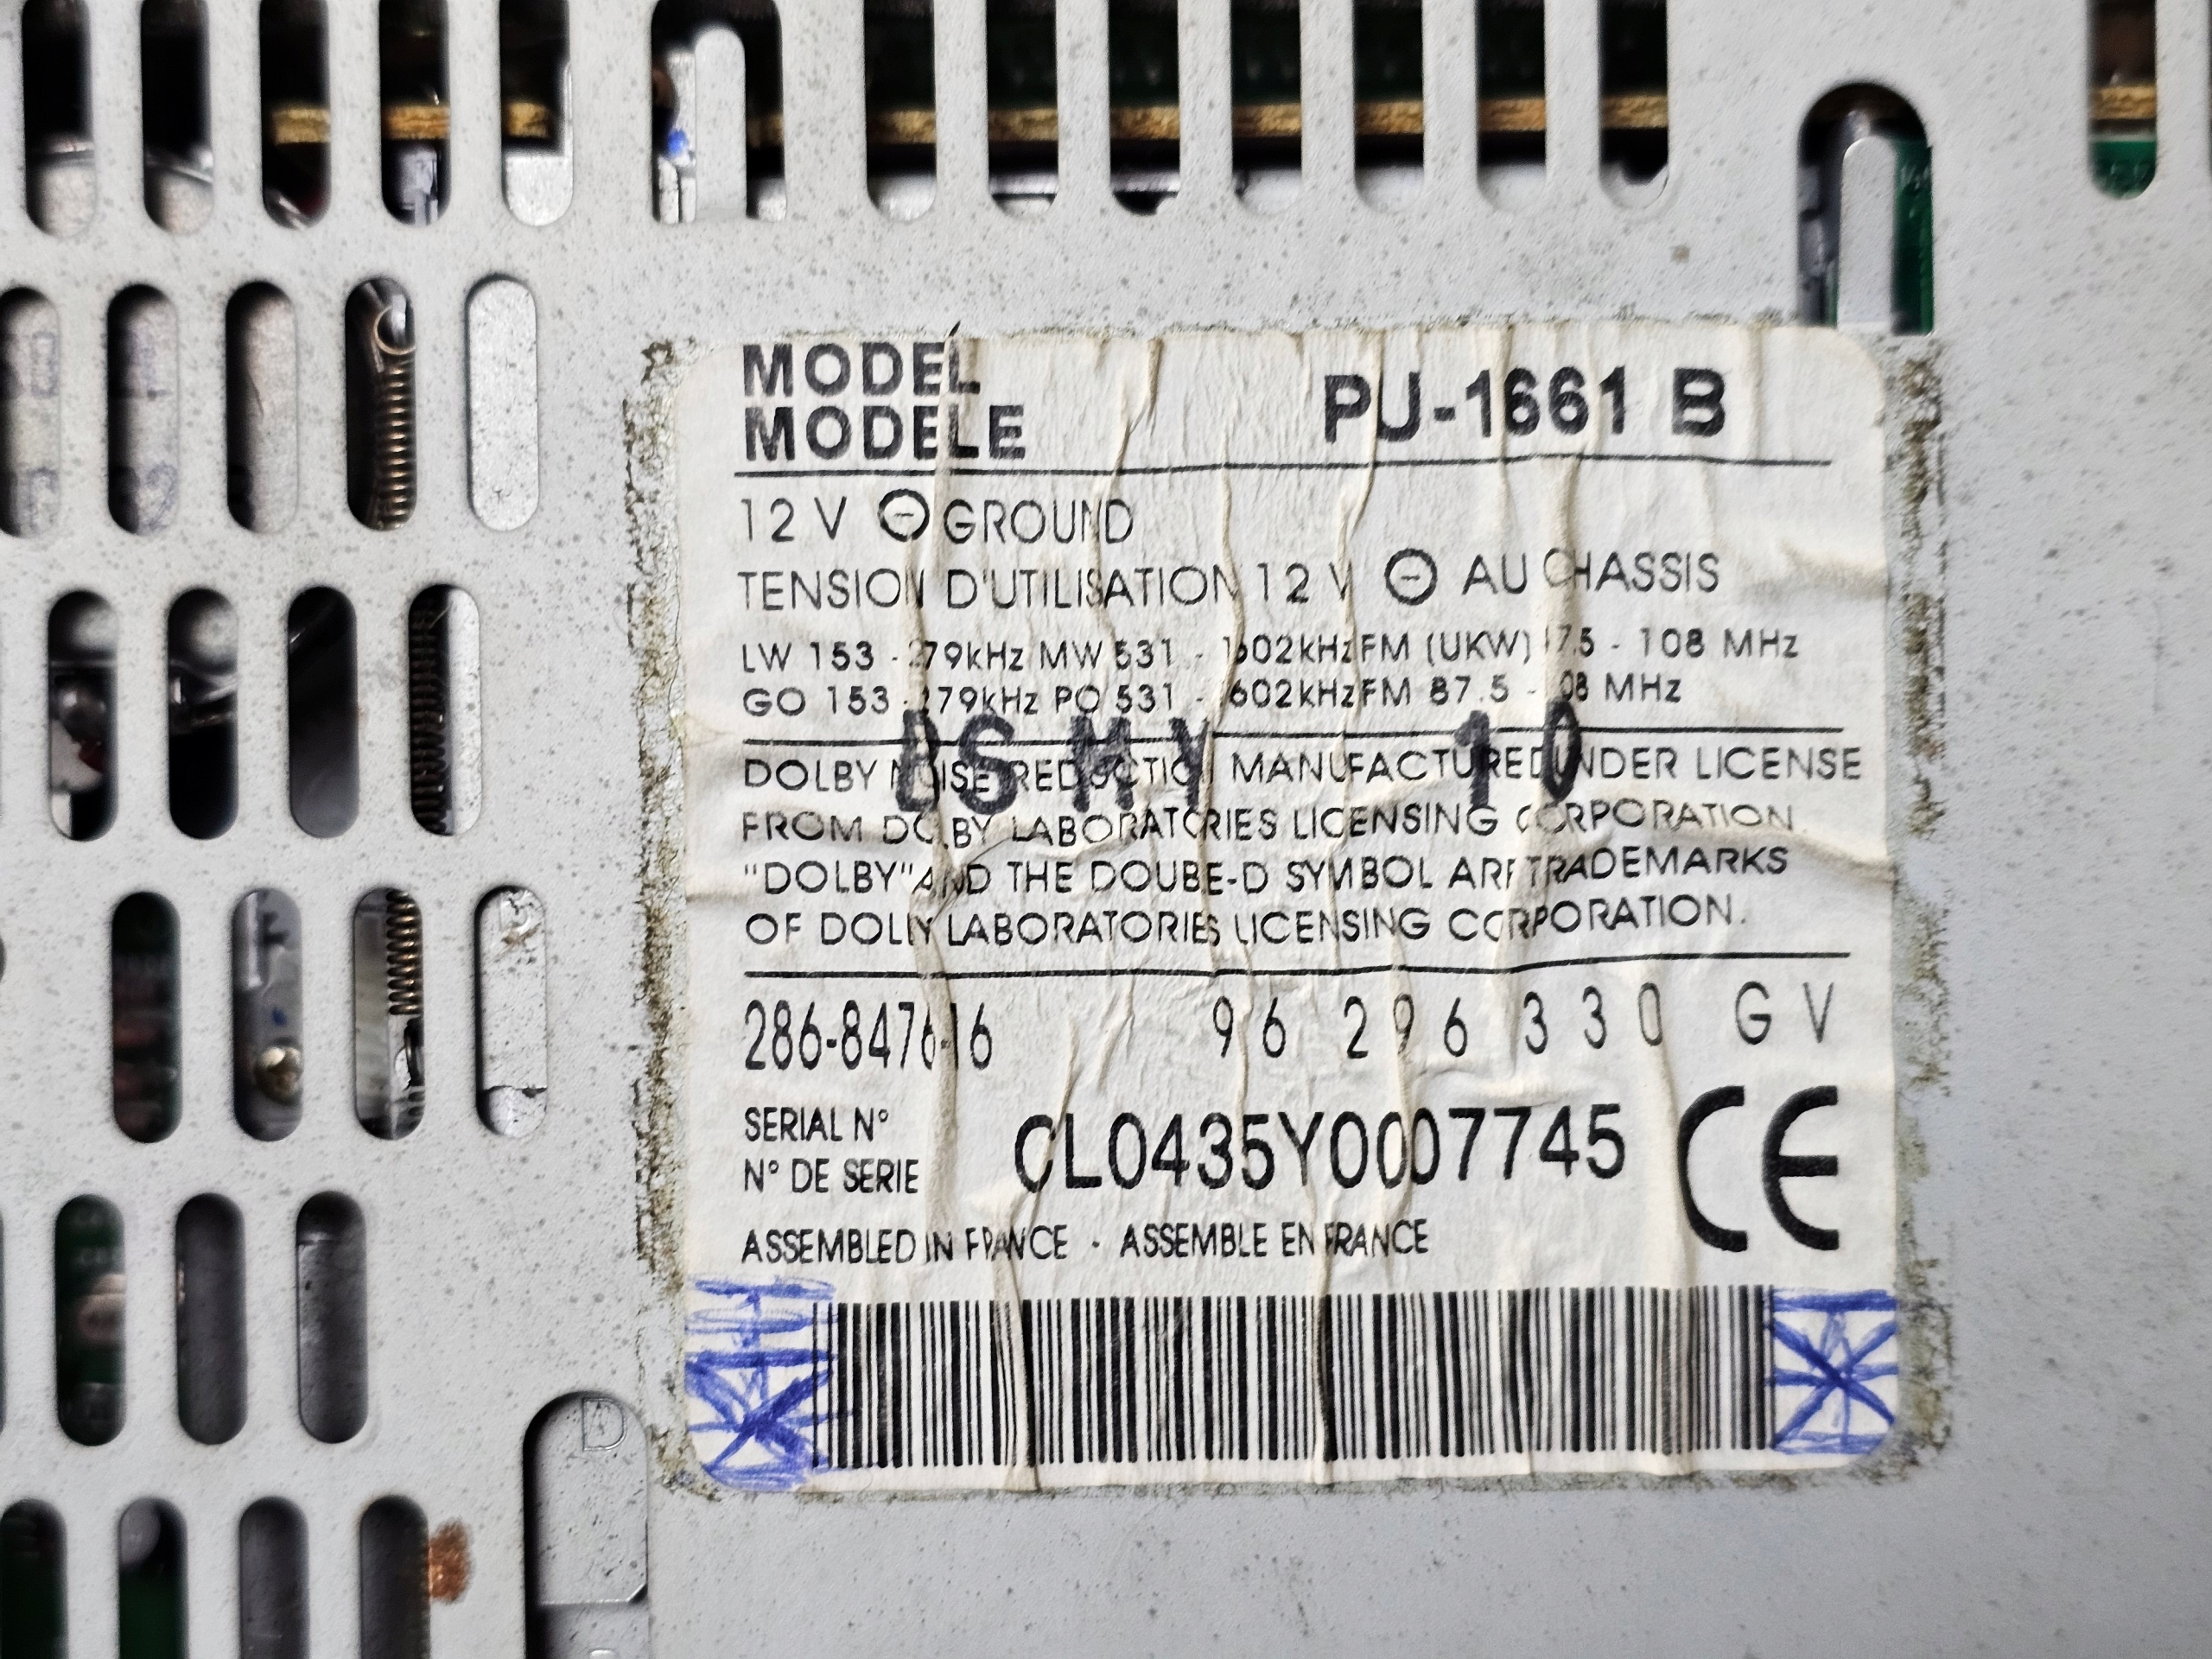 MODEL
MODELE
PU-1661 B
12 V ⊖ GROUND
TENSION D'UTILISATION 12 V ⊖ AU CHASSIS
LW 153 - 279kHz MW 531 - 1602kHz FM (UKW) 87.5 - 108 MHz
GO 153 - 279kHz PO 531 - 1602kHz FM 87.5 - 108 MHz
DOLBY NOISE REDUCTION MANUFACTURED UNDER LICENSE
FROM DOLBY LABORATORIES LICENSING CORPORATION.
"DOLBY" AND THE DOUBE-D SYMBOL ARE TRADEMARKS
OF DOLBY LABORATORIES LICENSING CORPORATION.
286-847 16 96 296 330 GV
SERIAL N°
N° DE SERIE
CL0435Y0007745
CE
ASSEMBLED IN FRANCE - ASSEMBLE EN FRANCE
D